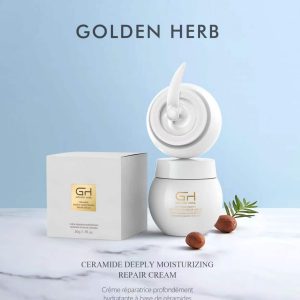 GOLDEN HERB
GH
GH
CERAMIDE DEEPLY MOISTURIZING
REPAIR CREAM
Crème réparatrice profondément
hydratante à base de céramides